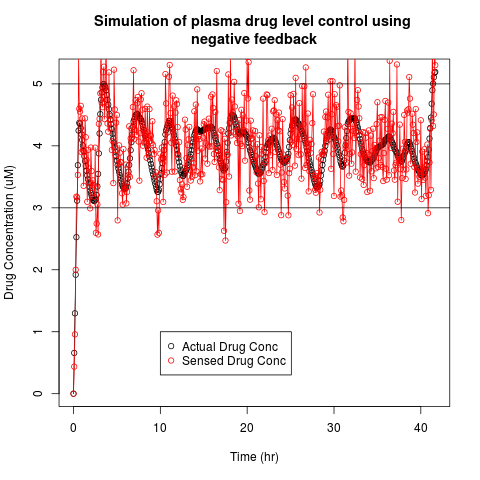 Simulation of plasma drug level control using
negative feedback
Drug Concentration (uM)
5
4
3
2
1
0
Actual Drug Conc
Sensed Drug Conc
0 10 20 30 40
Time (hr)